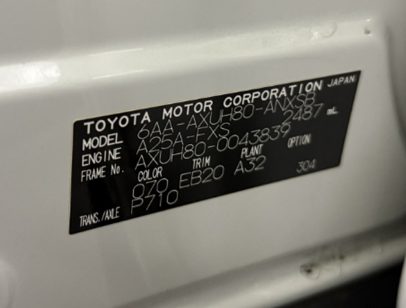 TOYOTA MOTOR CORPORATION JAPAN
MODEL 6AA-AXUH80-ANXSB
ENGINE A25A-FXS 2487 mL
FRAME No. AXUH80-0043839
COLOR TRIM PLANT OPTION
070 EB20 A32 304
TRANS./AXLE P710